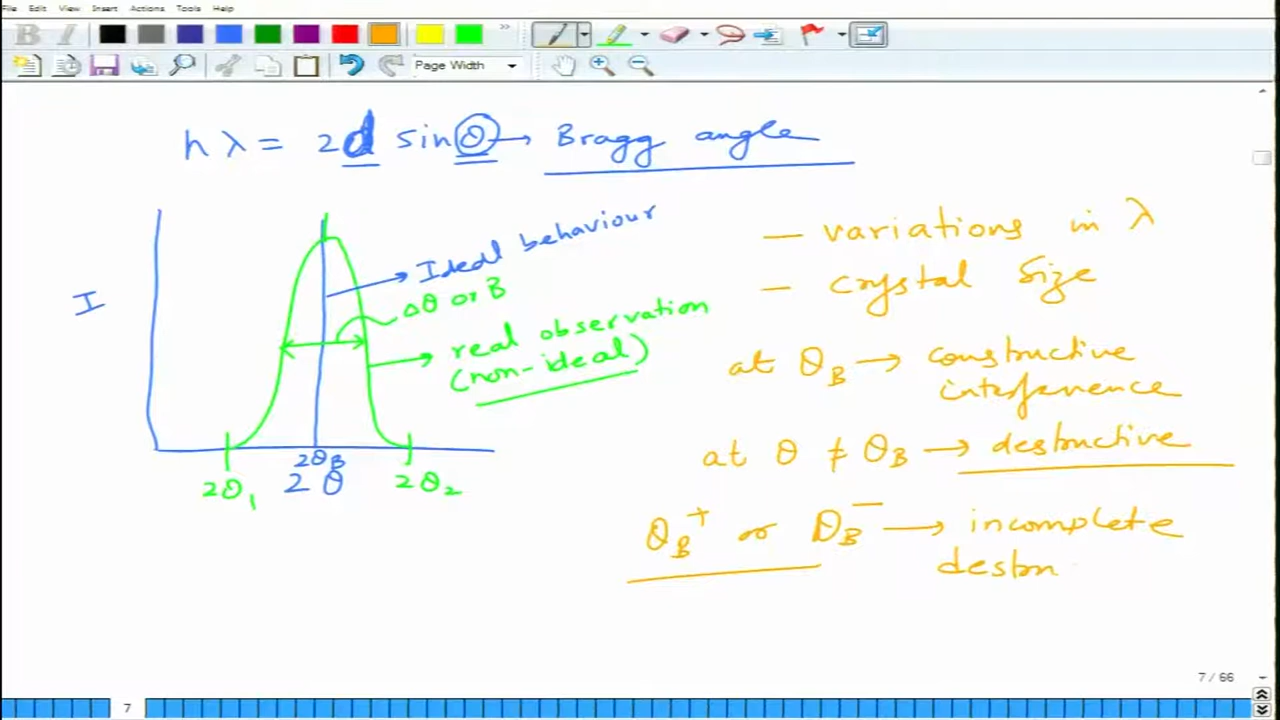 File Edit View Insert Actions Tools Help
B I
Page Width
nλ = 2d sinθ → Bragg angle
I
Ideal behaviour
Δθ or B
real observation
(non-ideal)
2θB
2θ1 2θ 2θ2
— variations in λ
— crystal size
at θB → constructive
interference
at θ ≠ θB → destructive
θB+ or θB− → incomplete
destru
7 / 66
7